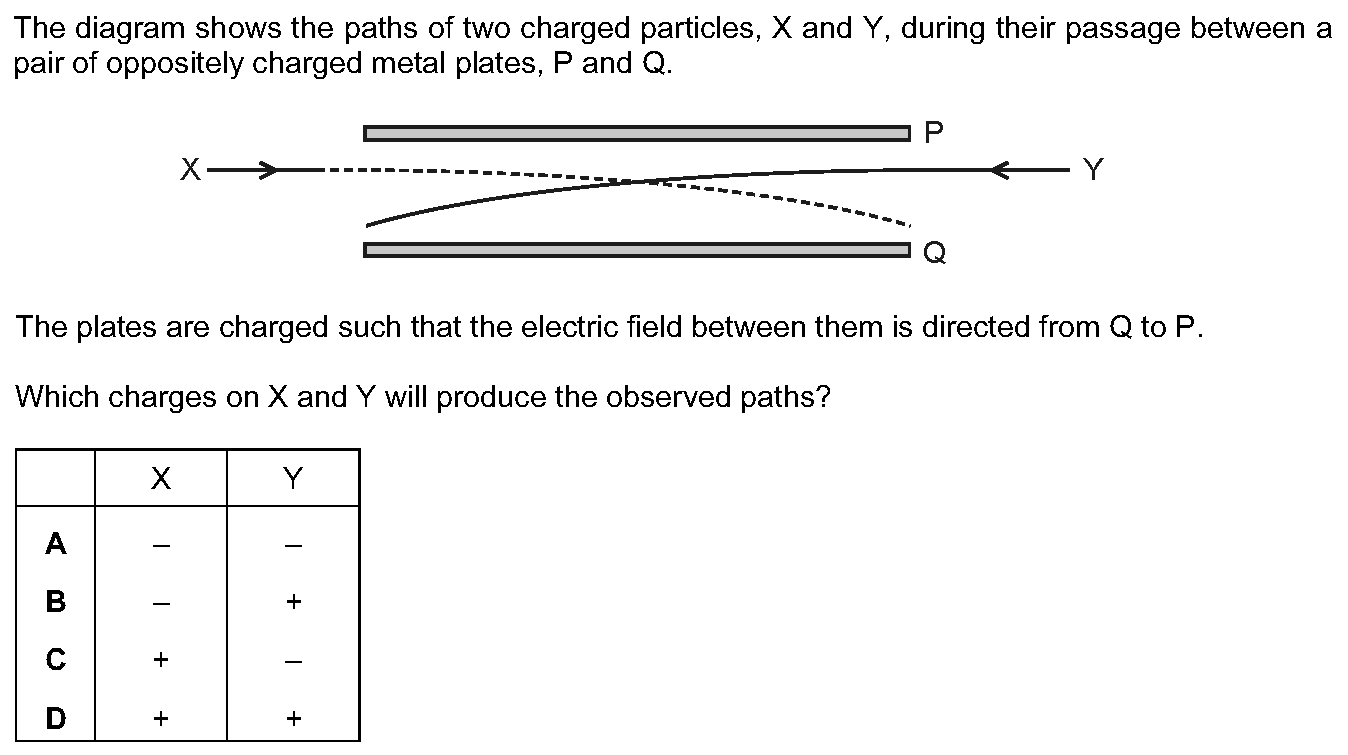 The diagram shows the paths of two charged particles, X and Y, during their passage between a
pair of oppositely charged metal plates, P and Q.
P
X
Y
Q
The plates are charged such that the electric field between them is directed from Q to P.
Which charges on X and Y will produce the observed paths?
X Y
A – –
B – +
C + –
D + +